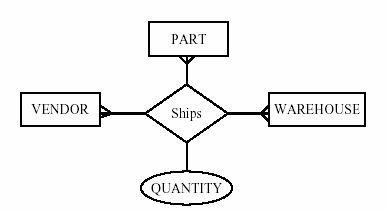 PART
VENDOR
Ships
WAREHOUSE
QUANTITY